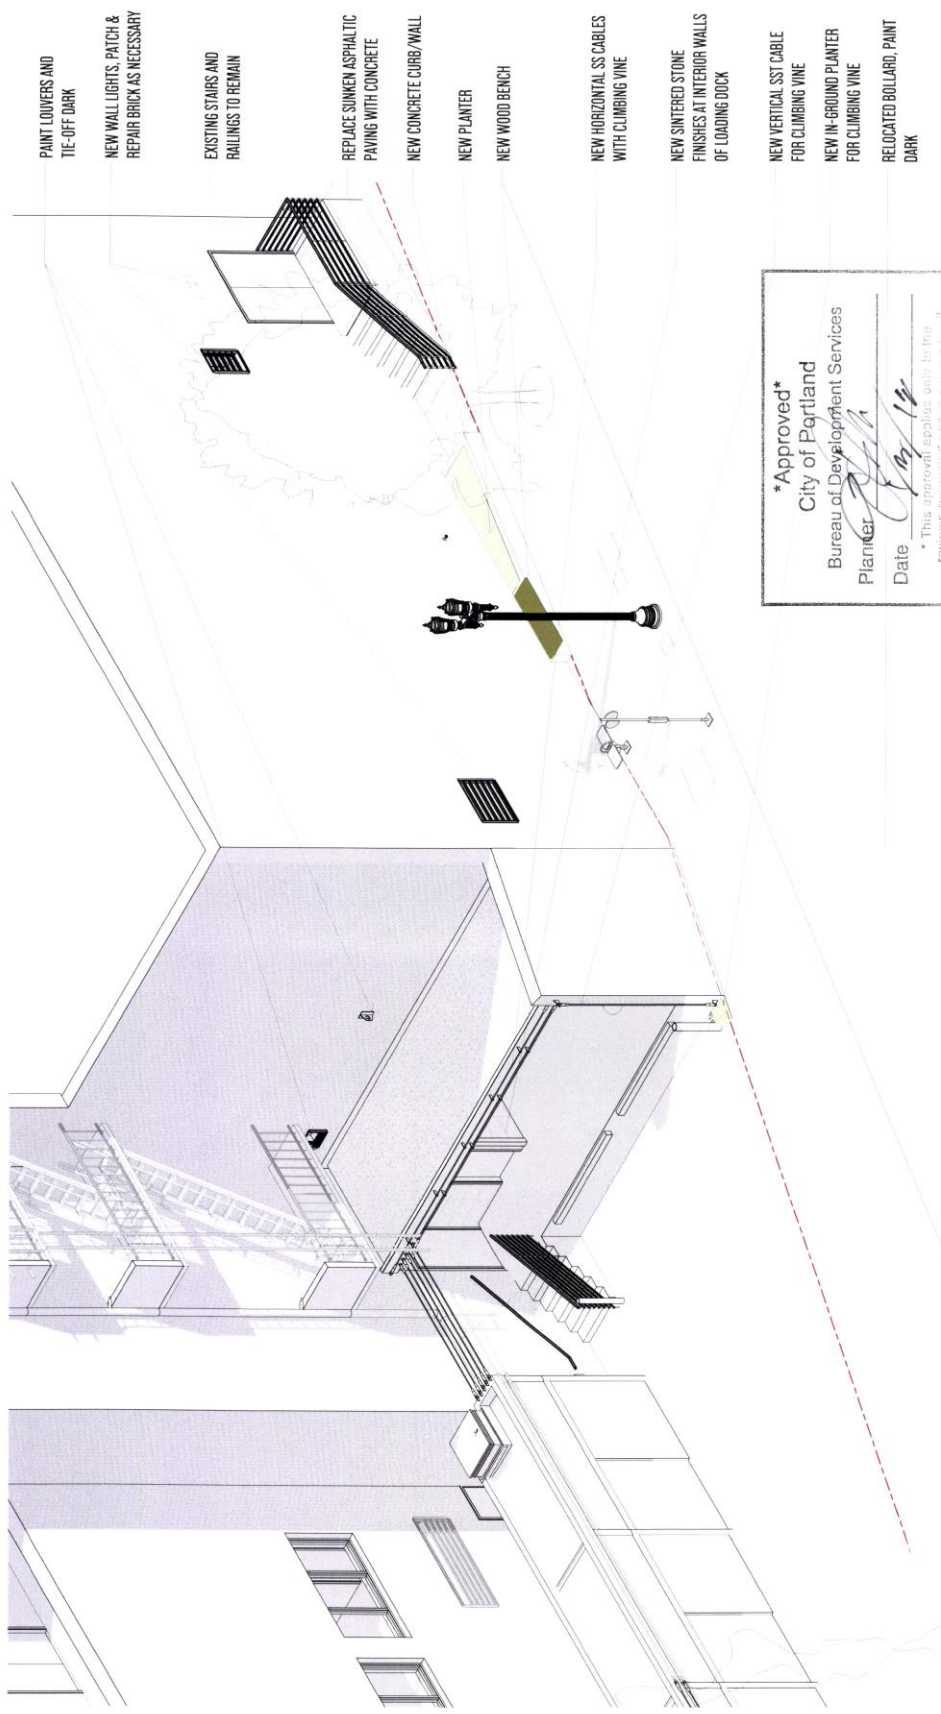 PAINT LOUVERS AND
TIE-OFF DARK
NEW WALL LIGHTS, PATCH &
REPAIR BRICK AS NECESSARY
EXISTING STAIRS AND
RAILINGS TO REMAIN
REPLACE SUNKEN ASPHALTIC
PAVING WITH CONCRETE
NEW CONCRETE CURB/WALL
NEW PLANTER
NEW WOOD BENCH
NEW HORIZONTAL SS CABLES
WITH CLIMBING VINE
NEW SINTERED STONE
FINISHES AT INTERIOR WALLS
OF LOADING DOCK
NEW VERTICAL SST CABLE
FOR CLIMBING VINE
NEW IN-GROUND PLANTER
FOR CLIMBING VINE
RELOCATED BOLLARD, PAINT
DARK
*Approved*
City of Portland
Bureau of Development Services
Planner
Date
* This approval applies only to the